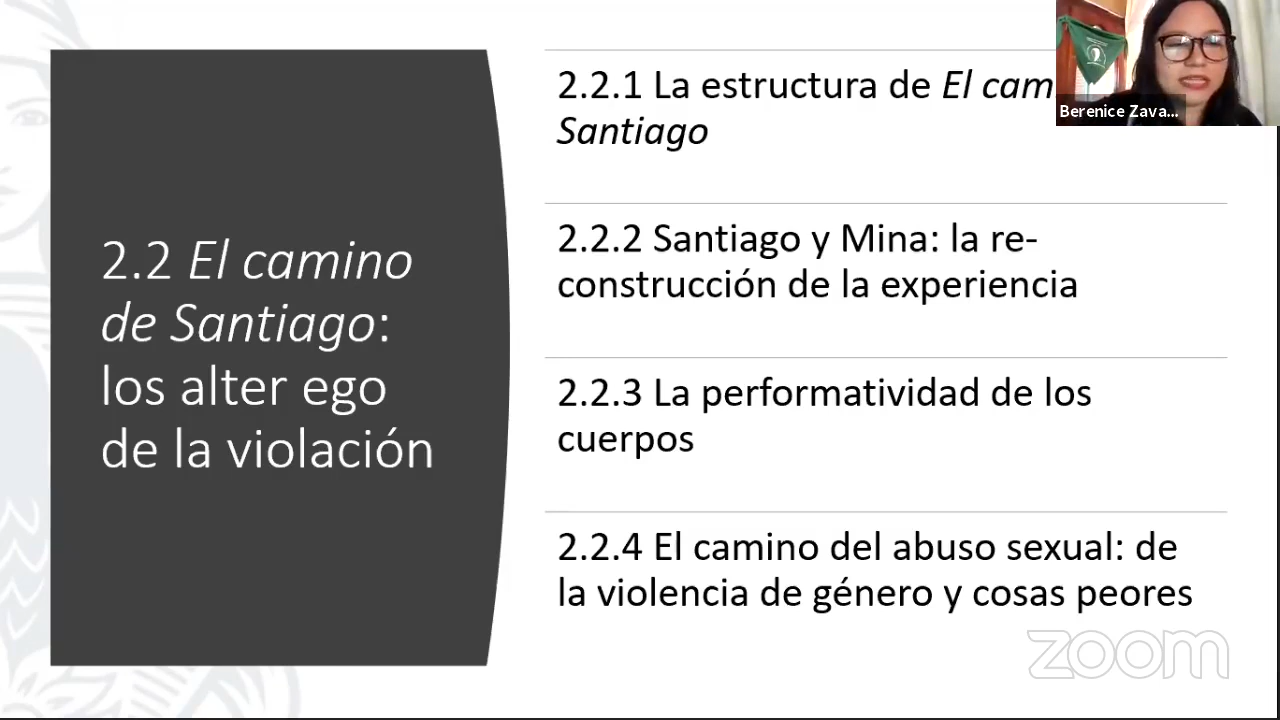 2.2 El camino
de Santiago:
los alter ego
de la violación
2.2.1 La estructura de El cam
Santiago
2.2.2 Santiago y Mina: la re-
construcción de la experiencia
2.2.3 La performatividad de los
cuerpos
2.2.4 El camino del abuso sexual: de
la violencia de género y cosas peores
Berenice Zava...
zoom